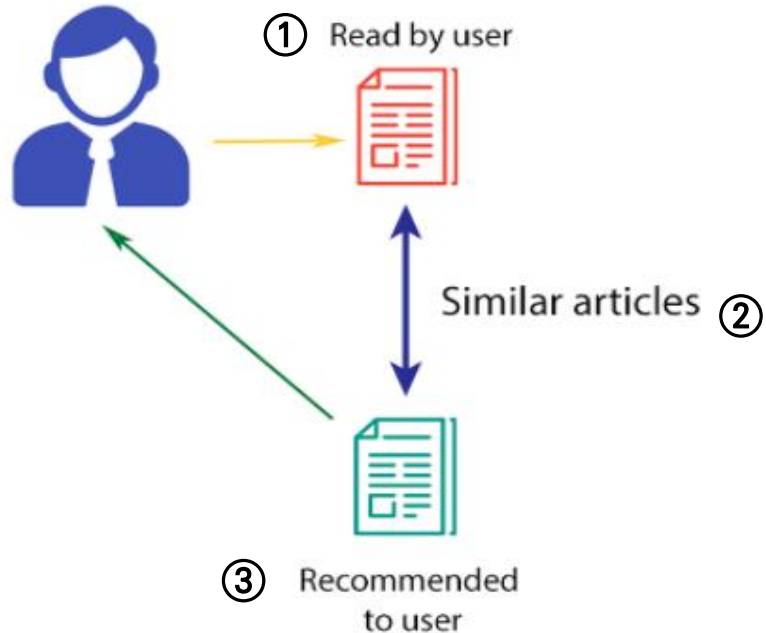 ① Read by user
Similar articles ②
③ Recommended
to user